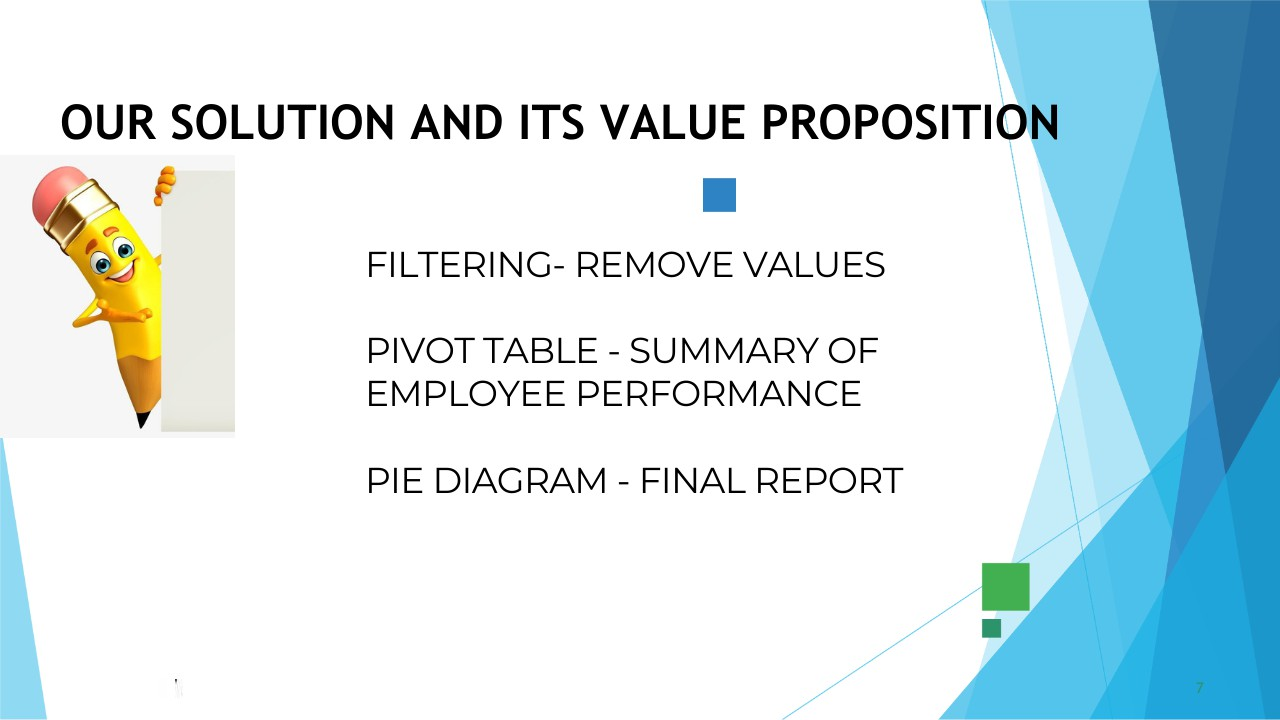 OUR SOLUTION AND ITS VALUE PROPOSITION
FILTERING- REMOVE VALUES
PIVOT TABLE - SUMMARY OF
EMPLOYEE PERFORMANCE
PIE DIAGRAM - FINAL REPORT
7